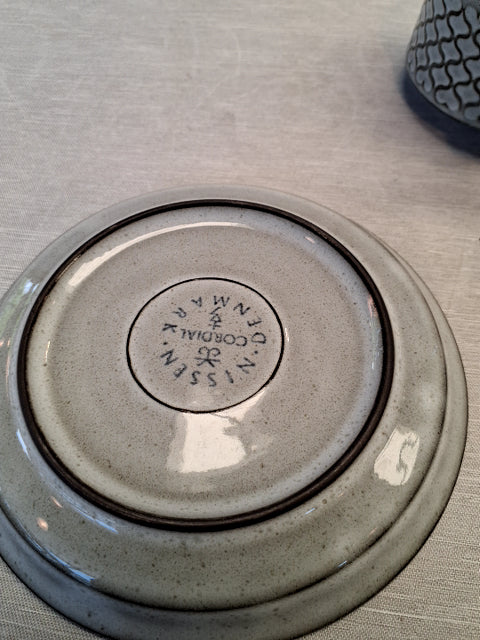 NISSEN · DENMARK ·
CORDIAL